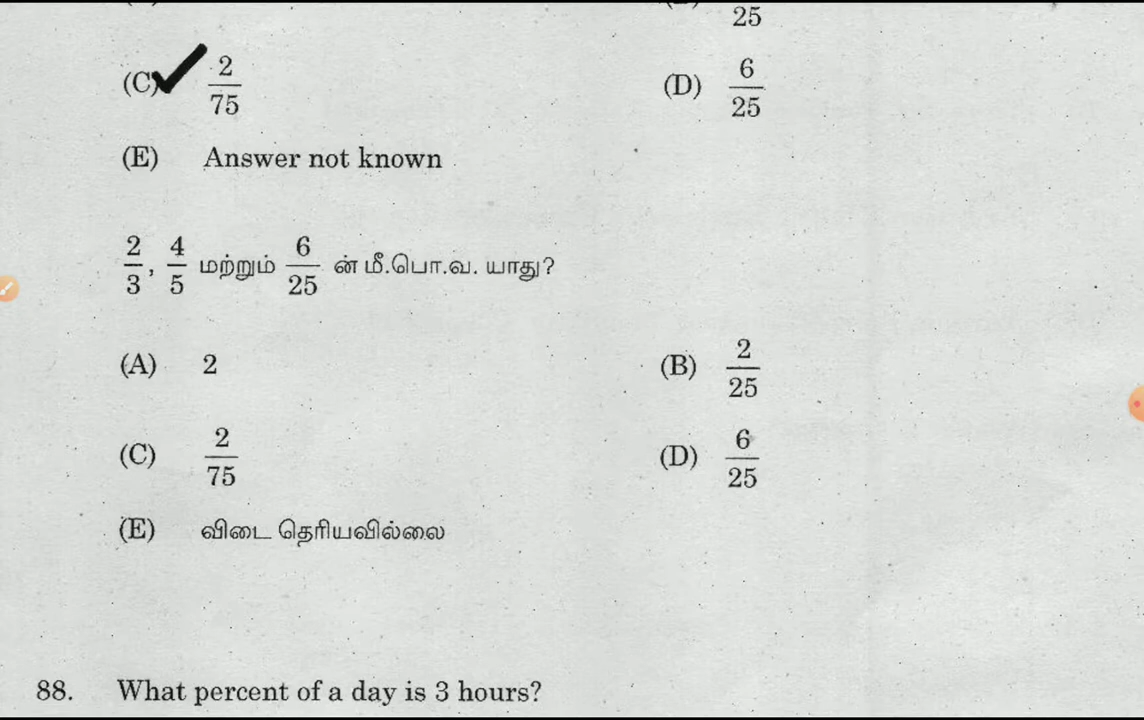 25
(C) 2/75 (D) 6/25
(E) Answer not known
2/3, 4/5 மற்றும் 6/25 ன் மீ.பொ.வ. யாது?
(A) 2 (B) 2/25
(C) 2/75 (D) 6/25
(E) விடை தெரியவில்லை
88. What percent of a day is 3 hours?